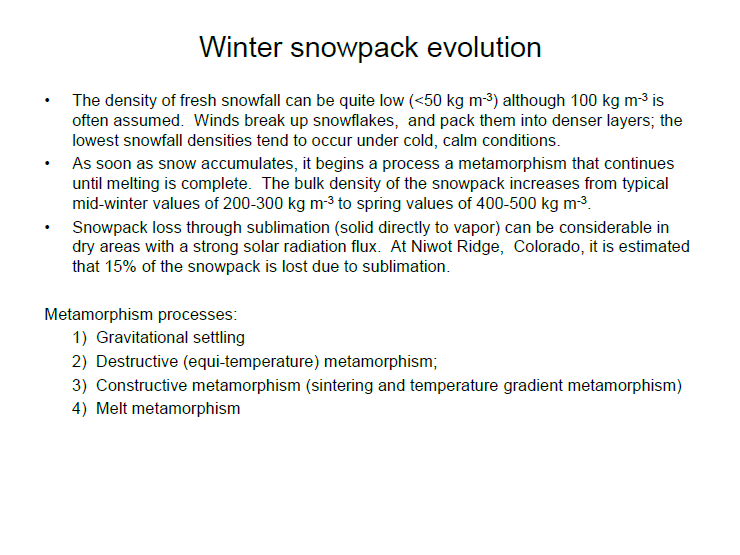 Winter snowpack evolution
• The density of fresh snowfall can be quite low (<50 kg m-3) although 100 kg m-3 is
often assumed.  Winds break up snowflakes,  and pack them into denser layers; the
lowest snowfall densities tend to occur under cold, calm conditions.
• As soon as snow accumulates, it begins a process a metamorphism that continues
until melting is complete.  The bulk density of the snowpack increases from typical
mid-winter values of 200-300 kg m-3 to spring values of 400-500 kg m-3.
• Snowpack loss through sublimation (solid directly to vapor) can be considerable in
dry areas with a strong solar radiation flux.  At Niwot Ridge,  Colorado, it is estimated
that 15% of the snowpack is lost due to sublimation.
Metamorphism processes:
1) Gravitational settling
2) Destructive (equi-temperature) metamorphism;
3) Constructive metamorphism (sintering and temperature gradient metamorphism)
4) Melt metamorphism